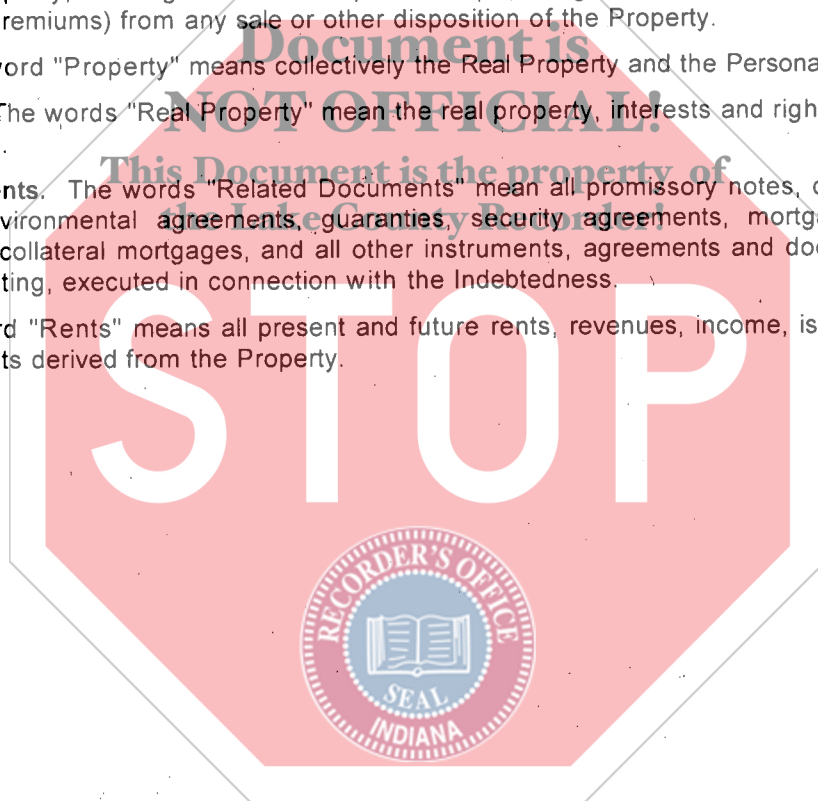 remiums) from any sale or other disposition of the Property.
Document is
ord "Property" means collectively the Real Property and the Persona
NOT OFFICIAL!
The words "Real Property" mean the real property, interests and righ
This Document is the property of
nts. The words "Related Documents" mean all promissory notes, c
the Lake County Recorder!
vironmental agreements, guaranties, security agreements, mortga
collateral mortgages, and all other instruments, agreements and doc
ting, executed in connection with the Indebtedness.
rd "Rents" means all present and future rents, revenues, income, is
ts derived from the Property.
STOP
RECORDER'S OFFICE
SEAL
INDIANA